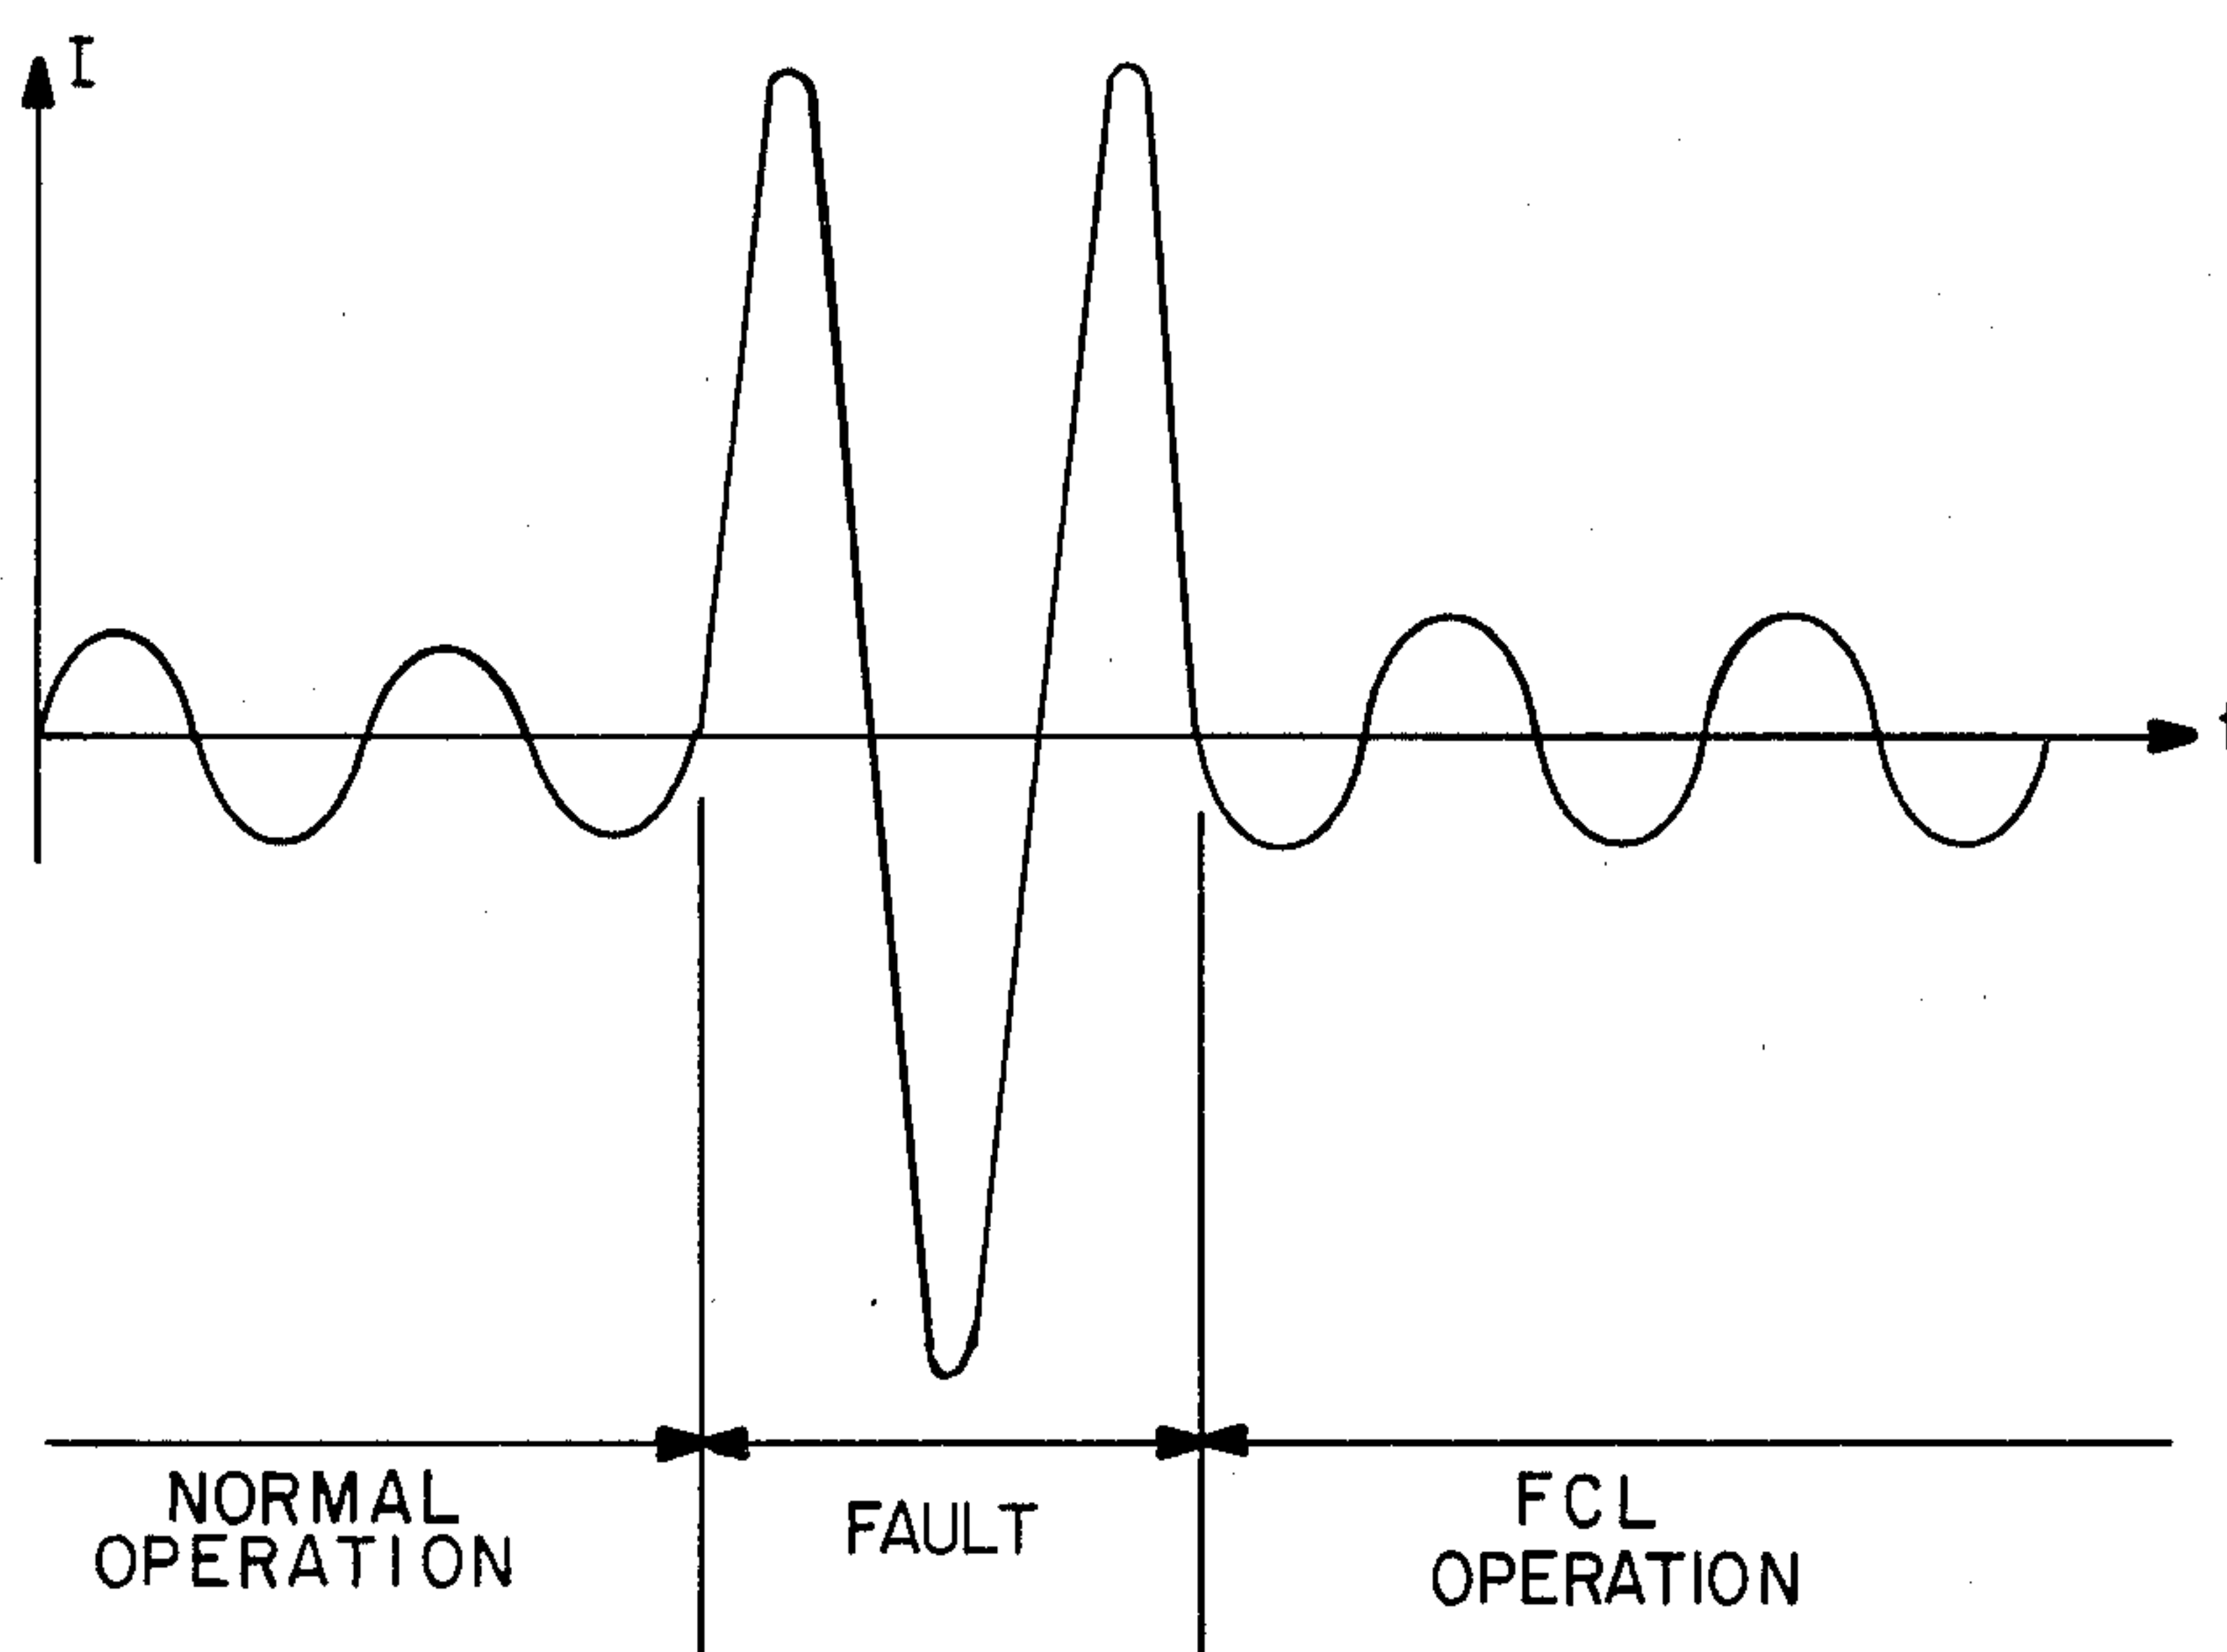 I
t
NORMAL
OPERATION
FAULT
FCL
OPERATION